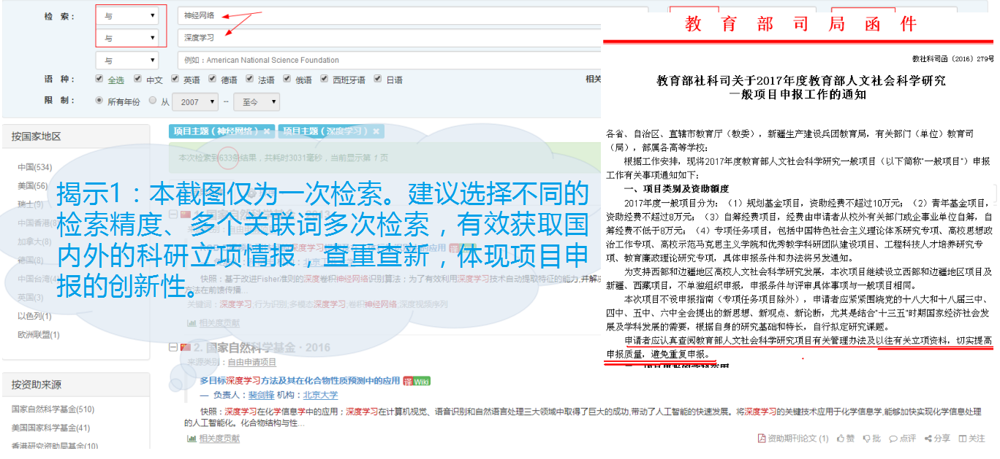 检 索：
与
神经网络
与
深度学习
与
例如：American National Science Foundation
语 种：
全选 中文 英语 德语 法语 俄语 西班牙语 日语
相关
限 制：
所有年份 从 2007 -- 至今
按国家地区
中国(534)
美国(56)
瑞士(9)
中国香港(8)
加拿大(8)
德国(8)
中国台湾(4
英国(3)
以色列(1)
欧洲联盟(1)
按资助来源
国家自然科学基金(510)
美国国家科学基金(41)
香港研究资助局基金(10)
项目主题（神经网络） ×
项目主题（深度学习） ×
本次检索到633条结果，共耗时3031毫秒，当前显示第 1 页
揭示1：本截图仅为一次检索。建议选择不同的
检索精度、多个关联词多次检索，有效获取国
内外的科研立项情报，查重查新，体现项目申
报的创新性。
快照：基于改进Fisher准则的深度卷积神经网络识别算法；为了有效利用深度学习技术自动提取特征的能力,并解决
方法在前馈传播...
关键词：深度学习,行为识别,多模态深度学习,卷积神经网络,深度视频序列
相关度贡献
2. 国家自然科学基金 · 2016
来源类别：自由申请项目
多目标深度学习方法及其在化合物性质预测中的应用 译 Wiki
— 负责人：裴剑锋 机构：北京大学
快照：深度学习在化学信息学中的应用；深度学习在计算机视觉、语音识别和自然语言处理三大领域中取得了巨大的成功,带动了人工智能的快速发展。将深度学习的关键技术应用于化学信息学,能够加快实现化学信息处理
的人工智能化。化合物结构与性...
相关度贡献
资助期刊论文 (1) 赞 批 点评 分享 关注
教育部司局函件
教社科司函〔2016〕279号
教育部社科司关于2017年度教育部人文社会科学研究
一般项目申报工作的通知
各省、自治区、直辖市教育厅（教委），新疆生产建设兵团教育局，有关部门（单位）教育司
（局），部属各高等学校：
根据工作安排，现将2017年度教育部人文社会科学研究一般项目（以下简称“一般项目”）申报
工作有关事项通知如下：
一、项目类别及资助额度
2017年度一般项目分为：（1）规划基金项目，资助经费不超过10万元；（2）青年基金项目，
资助经费不超过8万元；（3）自筹经费项目，经费由申请者从校外有关部门或企事业单位自筹，自
筹经费不低于8万元；（4）专项任务项目，包括中国特色社会主义理论体系研究专项、高校思想政
治工作专项、高校示范马克思主义学院和优秀教学科研团队建设项目、工程科技人才培养研究专
项、教育廉政理论研究专项，具体申报条件和办法将另发通知。
为支持西部和边疆地区高校人文社会科学研究发展，本次项目继续设立西部和边疆地区项目及
新疆、西藏项目，不单独组织申报，申报条件与评审具体事项与一般项目相同。
本次项目不设申报指南（专项任务项目除外），申请者应紧紧围绕党的十八大和十八届三中、
四中、五中、六中全会提出的新思想、新观点、新论断，尤其是结合“十三五”时期国家经济社会发
展及学科发展的需要，根据自身的研究基础和特长，自行拟定研究课题。
申请者应认真查阅教育部人文社会科学研究项目有关管理办法及以往有关立项资料，切实提高
申报质量，避免重复申报。